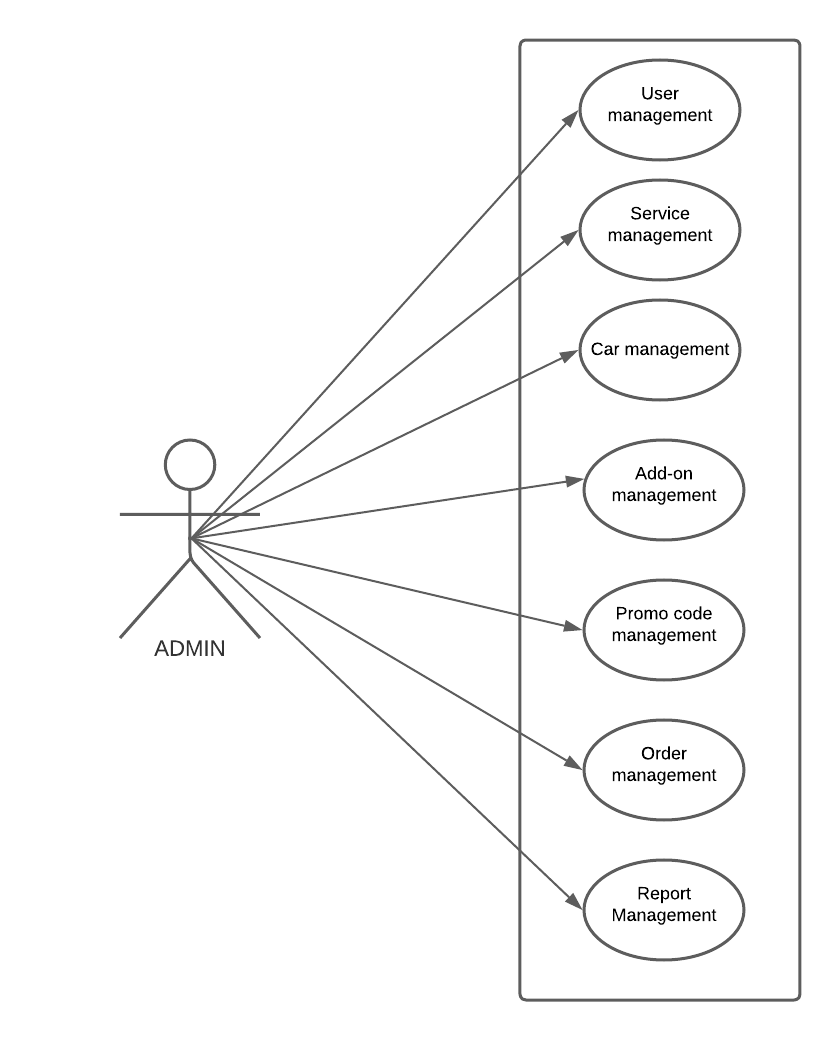 User
management
Service
management
Car management
Add-on
management
Promo code
management
ADMIN
Order
management
Report
Management